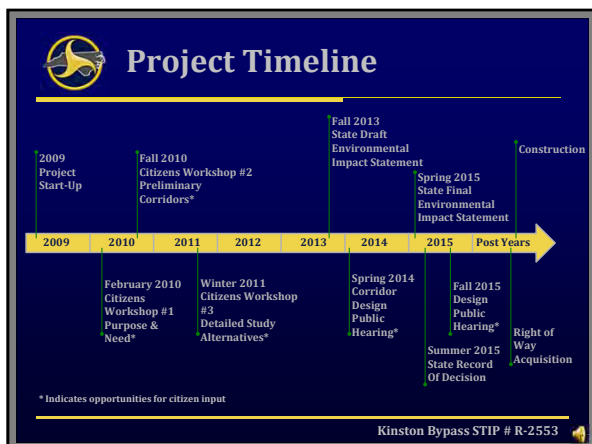 Project Timeline
2009
Project
Start-Up
Fall 2010
Citizens Workshop #2
Preliminary
Corridors*
Fall 2013
State Draft
Environmental
Impact Statement
Spring 2015
State Final
Environmental
Impact Statement
Construction
2009 2010 2011 2012 2013 2014 2015 Post Years
February 2010
Citizens
Workshop #1
Purpose &
Need*
Winter 2011
Citizens Workshop
#3
Detailed Study
Alternatives*
Spring 2014
Corridor
Design
Public
Hearing*
Summer 2015
State Record
Of Decision
Fall 2015
Design
Public
Hearing*
Right of
Way
Acquisition
* Indicates opportunities for citizen input
Kinston Bypass STIP # R-2553